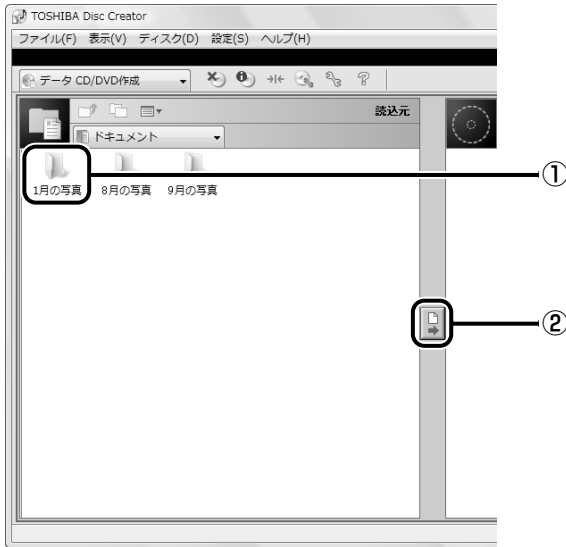 TOSHIBA Disc Creator
ファイル(F) 表示(V) ディスク(D) 設定(S) ヘルプ(H)
データ CD/DVD作成
読込元
ドキュメント
1月の写真 8月の写真 9月の写真
①
②